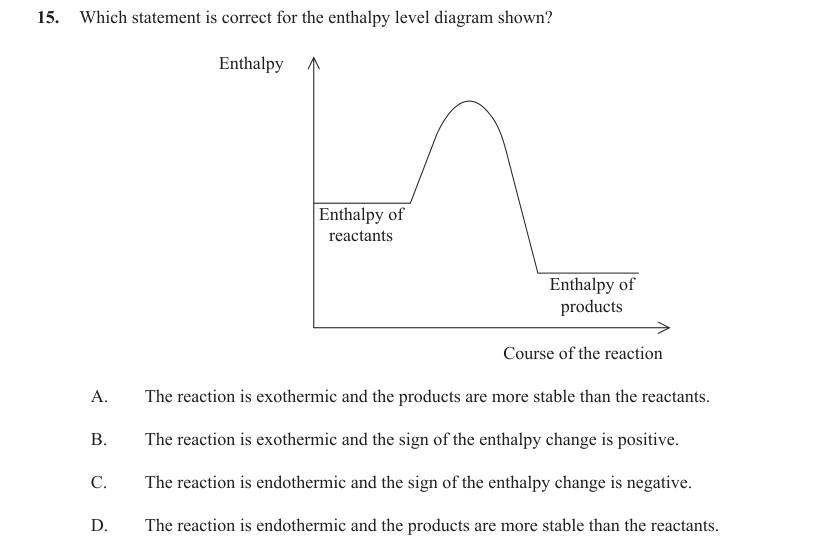 15. Which statement is correct for the enthalpy level diagram shown?
Enthalpy
Enthalpy of
reactants
Enthalpy of
products
Course of the reaction
A. The reaction is exothermic and the products are more stable than the reactants.
B. The reaction is exothermic and the sign of the enthalpy change is positive.
C. The reaction is endothermic and the sign of the enthalpy change is negative.
D. The reaction is endothermic and the products are more stable than the reactants.